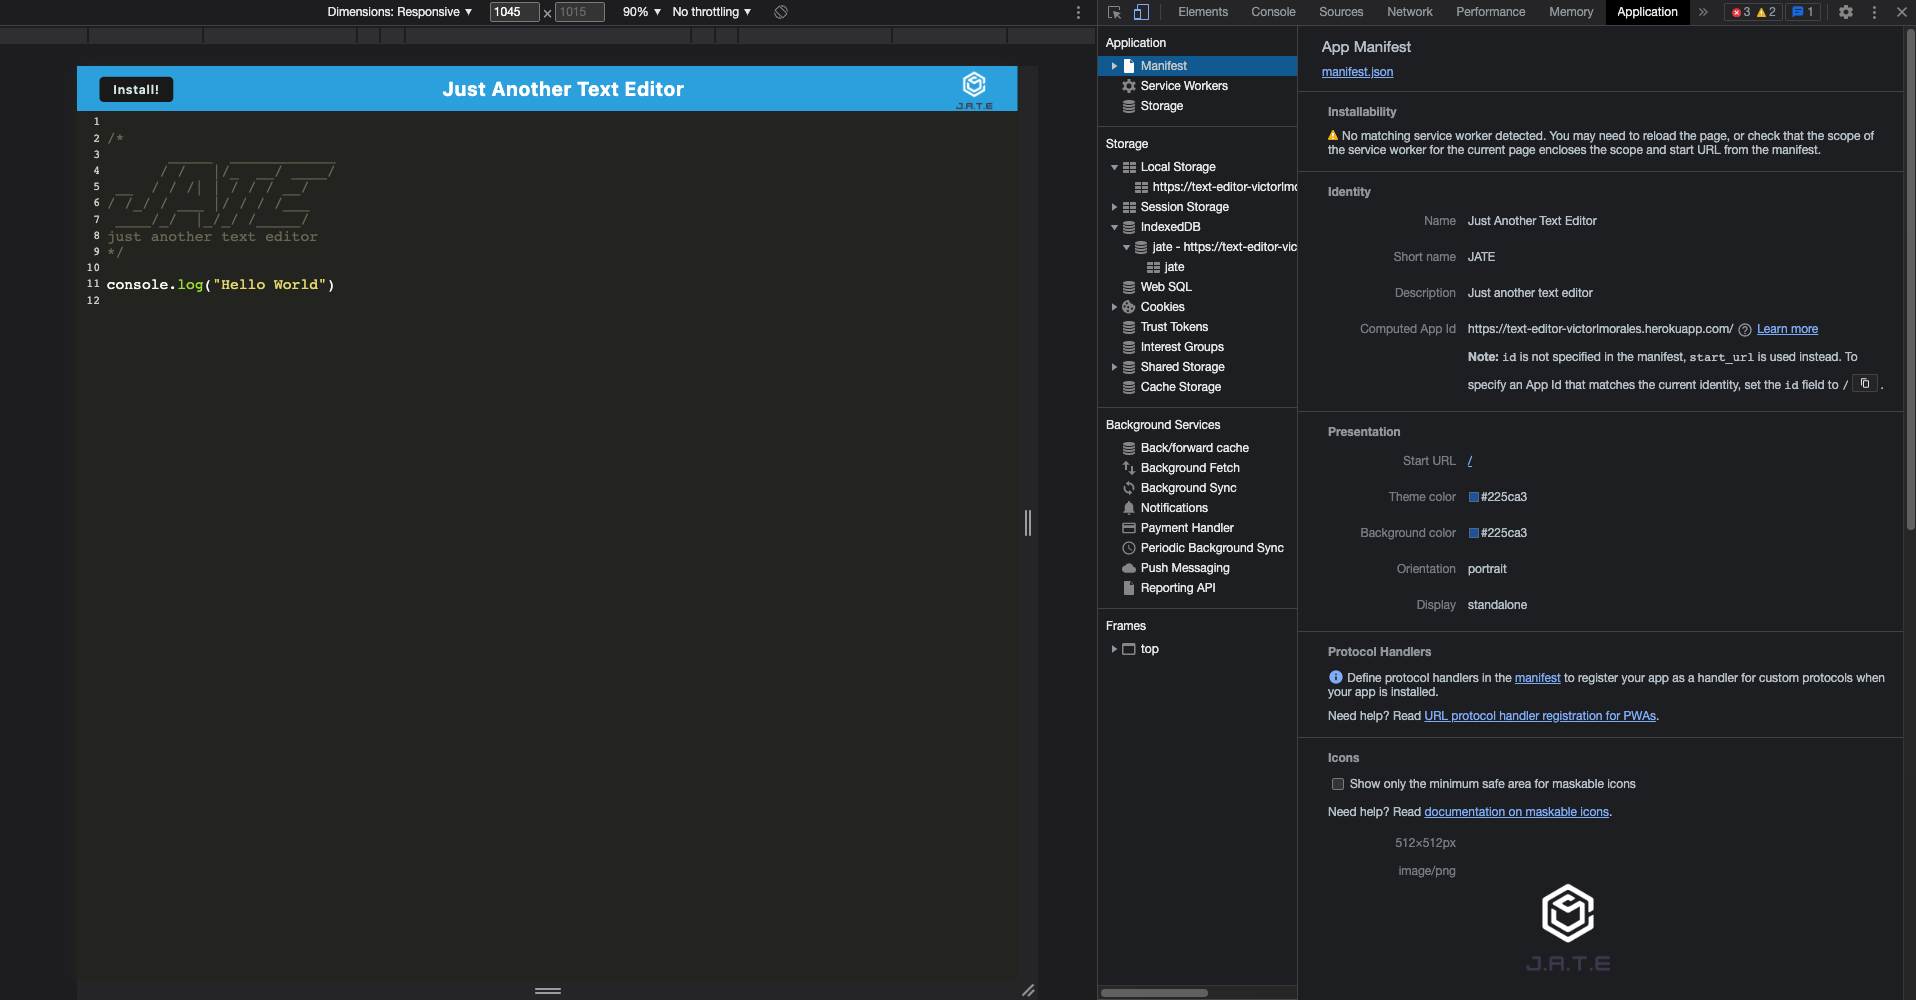 Dimensions: Responsive ▼ 1045 × 1015 90% ▼ No throttling ▼
Elements Console Sources Network Performance Memory Application » 3 2 1
Install! Just Another Text Editor J.A.T.E
1
2 /*
3        ______  ______________
4       / /   |/_  __/ ____/
5  __  / / /| | / / / __/
6 / /_/ / ___ |/ / / /___
7  ____/_/  |_/_/ /_____/
8 just another text editor
9 */
10
11 console.log("Hello World")
12
Application
Manifest
Service Workers
Storage
Storage
Local Storage
https://text-editor-victorlmo
Session Storage
IndexedDB
jate - https://text-editor-vic
jate
Web SQL
Cookies
Trust Tokens
Interest Groups
Shared Storage
Cache Storage
Background Services
Back/forward cache
Background Fetch
Background Sync
Notifications
Payment Handler
Periodic Background Sync
Push Messaging
Reporting API
Frames
top
App Manifest
manifest.json
Installability
No matching service worker detected. You may need to reload the page, or check that the scope of
the service worker for the current page encloses the scope and start URL from the manifest.
Identity
Name Just Another Text Editor
Short name JATE
Description Just another text editor
Computed App Id https://text-editor-victorlmorales.herokuapp.com/ ? Learn more
Note: id is not specified in the manifest, start_url is used instead. To
specify an App Id that matches the current identity, set the id field to / .
Presentation
Start URL /
Theme color #225ca3
Background color #225ca3
Orientation portrait
Display standalone
Protocol Handlers
Define protocol handlers in the manifest to register your app as a handler for custom protocols when
your app is installed.
Need help? Read URL protocol handler registration for PWAs.
Icons
Show only the minimum safe area for maskable icons
Need help? Read documentation on maskable icons.
512×512px
image/png
J.A.T.E